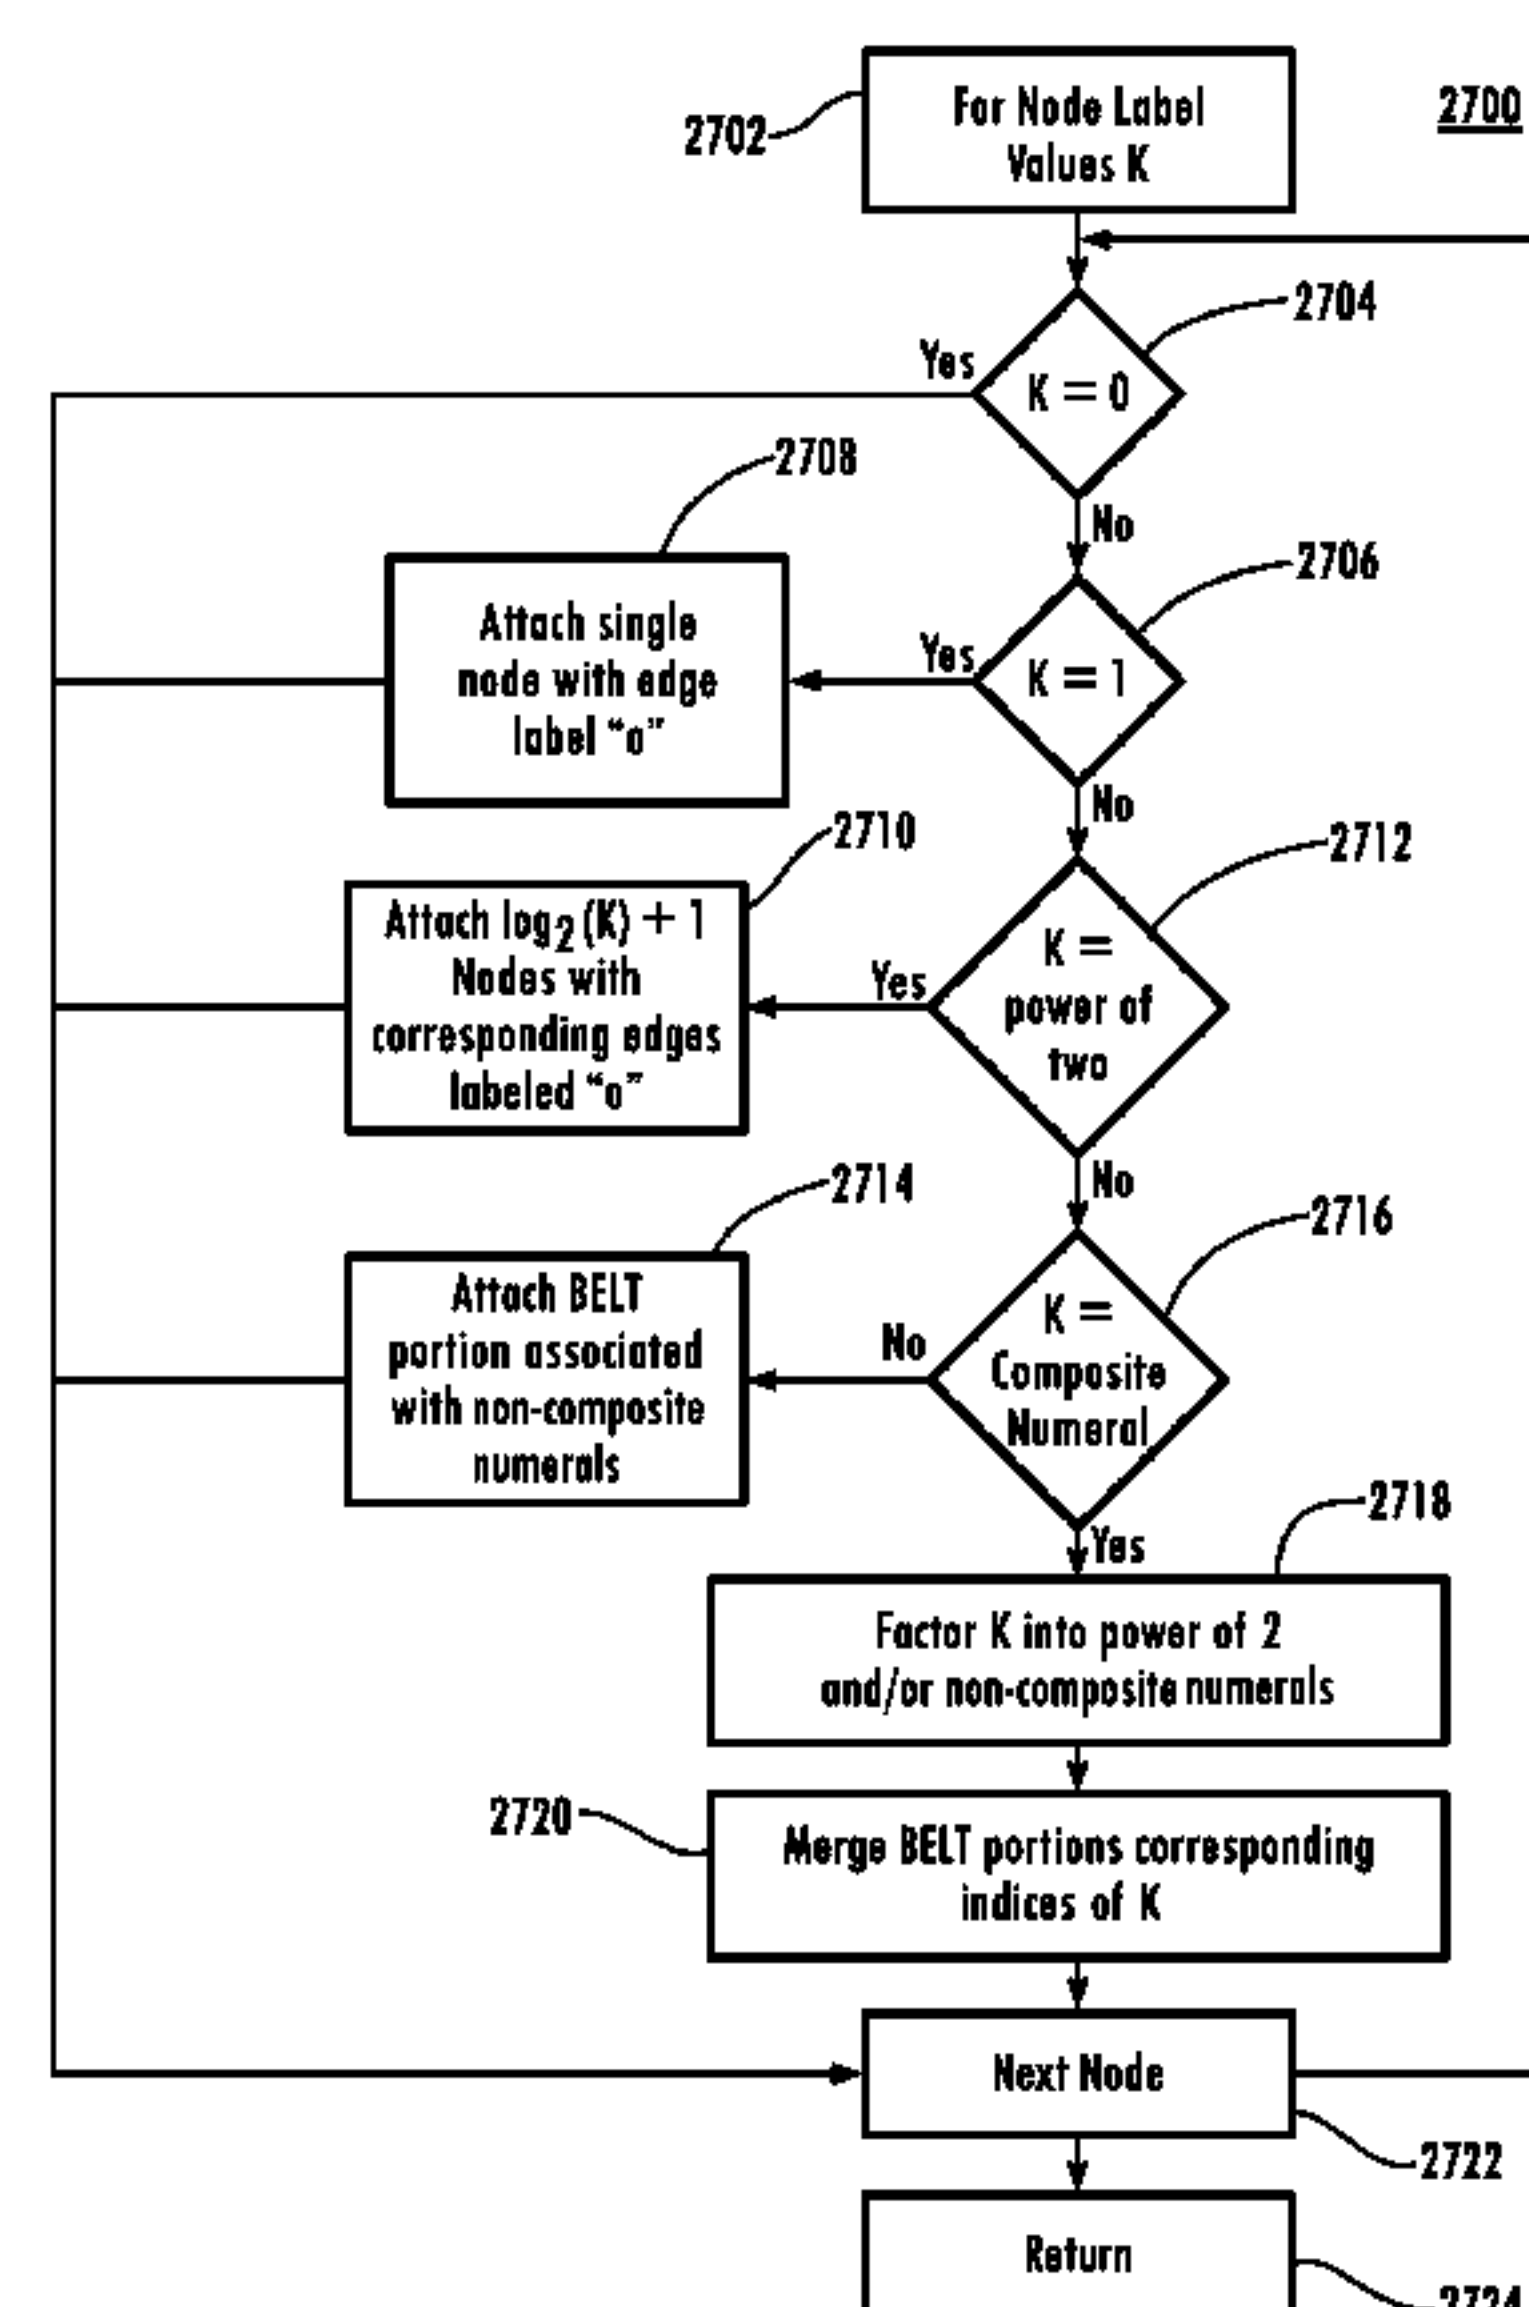 2700
For Node Label
Values K
2702
2704
Yes
K = 0
2708
No
2706
Attach single
node with edge
label “o”
Yes
K = 1
No
2710
2712
Attach log2 (K) + 1
Nodes with
corresponding edges
labeled “o”
Yes
K =
power of
two
No
2714
2716
Attach BELT
portion associated
with non-composite
numerals
No
K =
Composite
Numeral
2718
Yes
Factor K into power of 2
and/or non-composite numerals
2720
Merge BELT portions corresponding
indices of K
Next Node
2722
Return
2724